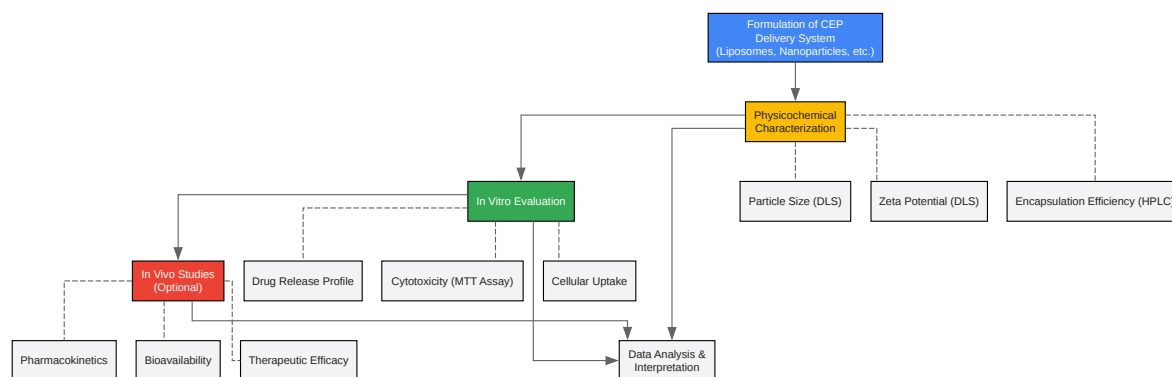 Formulation of CEP
Delivery System
(Liposomes, Nanoparticles, etc.)
Physicochemical
Characterization
In Vitro Evaluation
Particle Size (DLS)
Zeta Potential (DLS)
Encapsulation Efficiency (HPLC)
In Vivo Studies
(Optional)
Drug Release Profile
Cytotoxicity (MTT Assay)
Cellular Uptake
Pharmacokinetics
Bioavailability
Therapeutic Efficacy
Data Analysis &
Interpretation